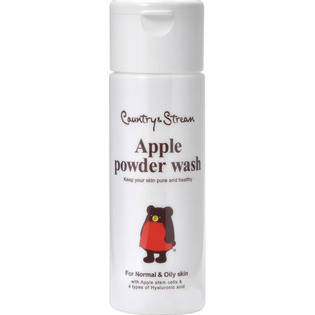 Country & Stream
Apple
powder wash
Keep your skin pure and healthy
For Normal & Oily skin
with Apple stem cells &
4 types of Hyaluronic acid